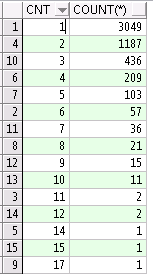 CNT COUNT(*)
1 1 3049
4 2 1187
10 3 436
6 4 209
5 5 103
2 6 57
11 7 36
8 8 21
12 9 15
13 10 11
3 11 2
14 12 2
7 14 1
15 15 1
9 17 1